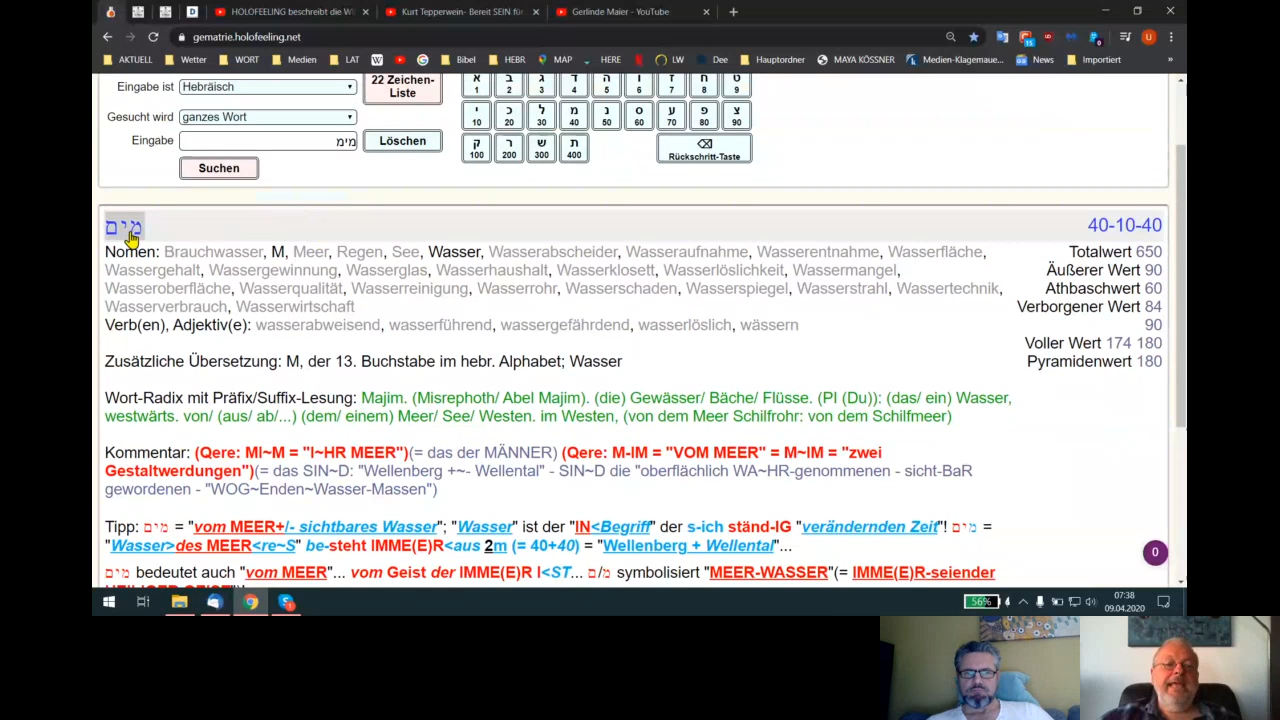 HOLOFEELING beschreibt die W
Kurt Tepperwein- Bereit SEIN fü
Gerlinde Maier - YouTube
gematrie.holofeeling.net
AKTUELL Wetter WORT Medien LAT Bibel HEBR MAP HERE LW Dee Hauptordner MAYA KÖSSNER Medien-Klagemaue... News Importiert »
Eingabe ist Hebräisch
22 Zeichen-
Liste
Gesucht wird ganzes Wort
Eingabe מימ Löschen
Suchen
א ב ג ד ה ו ז ח ט
1 2 3 4 5 6 7 8 9
י כ ל מ נ ס ע פ צ
10 20 30 40 50 60 70 80 90
ק ר ש ת
100 200 300 400
Rückschritt-Taste
מים 40-10-40
Nomen: Brauchwasser, M, Meer, Regen, See, Wasser, Wasserabscheider, Wasseraufnahme, Wasserentnahme, Wasserfläche,
Wassergehalt, Wassergewinnung, Wasserglas, Wasserhaushalt, Wasserklosett, Wasserlöslichkeit, Wassermangel,
Wasseroberfläche, Wasserqualität, Wasserreinigung, Wasserrohr, Wasserschaden, Wasserspiegel, Wasserstrahl, Wassertechnik,
Wasserverbrauch, Wasserwirtschaft
Verb(en), Adjektiv(e): wasserabweisend, wasserführend, wassergefährdend, wasserlöslich, wässern
Totalwert 650
Äußerer Wert 90
Athbaschwert 60
Verborgener Wert 84
90
Voller Wert 174 180
Pyramidenwert 180
Zusätzliche Übersetzung: M, der 13. Buchstabe im hebr. Alphabet; Wasser
Wort-Radix mit Präfix/Suffix-Lesung: Majim. (Misrephoth/ Abel Majim). (die) Gewässer/ Bäche/ Flüsse. (Pl (Du)): (das/ ein) Wasser,
westwärts. von/ (aus/ ab/...) (dem/ einem) Meer/ See/ Westen. im Westen, (von dem Meer Schilfrohr: von dem Schilfmeer)
Kommentar: (Qere: MI~M = "I~HR MEER")(= das der MÄNNER) (Qere: M-IM = "VOM MEER" = M~IM = "zwei
Gestaltwerdungen")(= das SIN~D: "Wellenberg +~- Wellental" - SIN~D die "oberflächlich WA~HR-genommenen - sicht-BaR
gewordenen - "WOG~Enden~Wasser-Massen")
Tipp: מים = "vom MEER+/- sichtbares Wasser"; "Wasser" ist der "IN<Begriff" der s-ich ständ-IG "verändernden Zeit"! מים =
"Wasser>des MEER<re~S" be-steht IMME(E)R<aus 2m (= 40+40) = "Wellenberg + Wellental"...
מים bedeutet auch "vom MEER"... vom Geist der IMME(E)R I<ST... מ/ם symbolisiert "MEER-WASSER"(= IMME(E)R-seiender
0
56%
07:38
09.04.2020